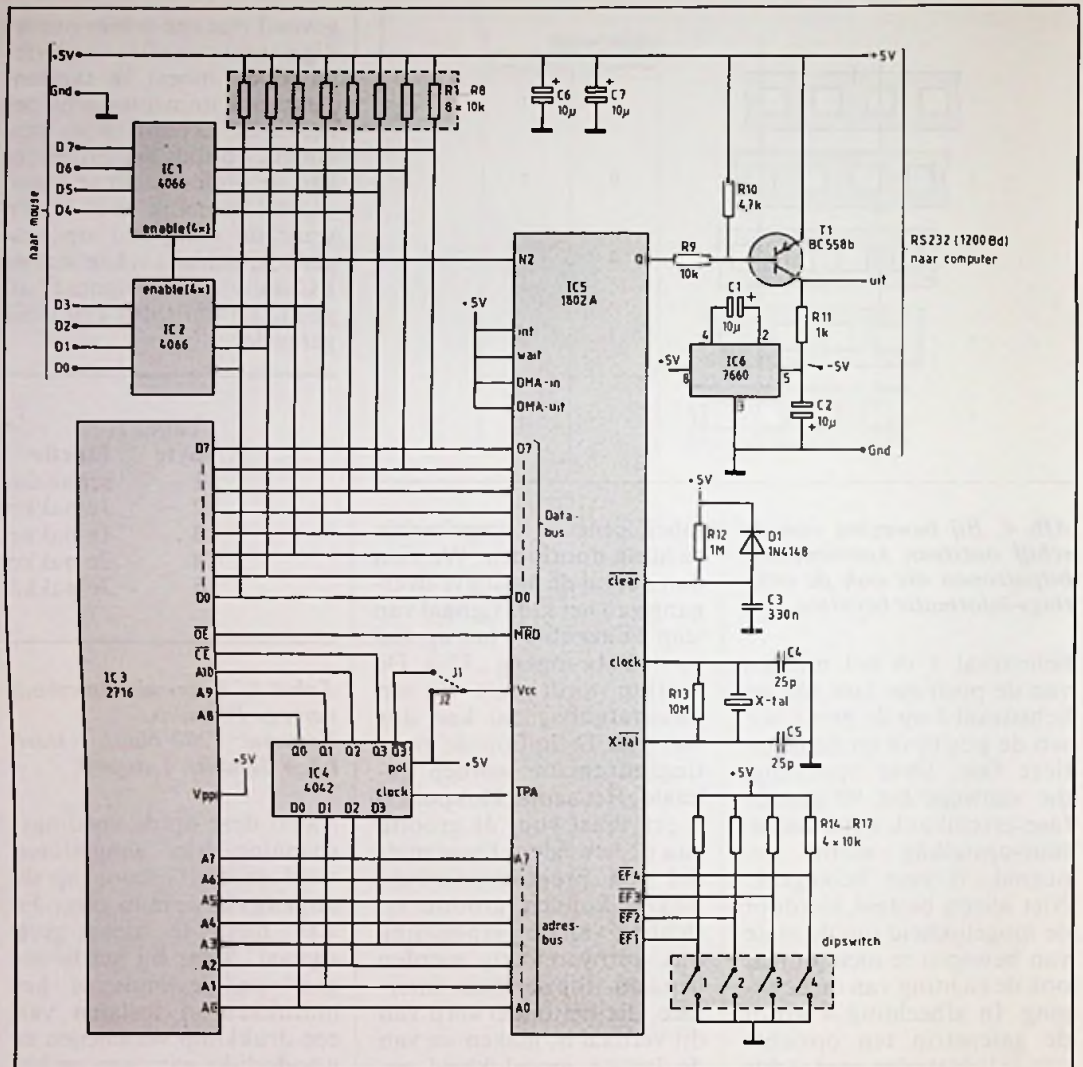 +5V
+5V
Gnd
R1...R8
8 × 10k
C6
10µ
C7
10µ
naar mouse
D7
D6
D5
D4
IC1
4066
enable(4x)
enable(4x)
D3
D2
D1
D0
IC2
4066
N2
IC5
1802A
Q
R9
10k
R10
4,7k
T1
BC558b
RS232 (1200 Bd)
naar computer
uit
C1
10µ
4
2
IC6
7660
+5V
8
5
3
R11
1k
-5V
C2
10µ
Gnd
+5V
int
wait
DMA-in
DMA-uit
D7
D7
Data-
bus
D0
D0
+5V
R12
1M
D1
1N4148
clear
C3
330n
OE
MRD
CE
A10
A9
A8
IC3
2716
J1
J2
Vcc
clock
C4
25p
R13
10M
X-tal
X-tal
C5
25p
Q0
Q1
Q2
Q3
pol
+5V
IC4
4042
clock
TPA
D0
D1
D2
D3
Vpp
+5V
+5V
R14...R17
4 × 10k
A7
A6
A5
A4
A3
A2
A1
A0
A7
adres-
bus
A0
EF4
EF3
EF2
EF1
dipswitch
1
2
3
4